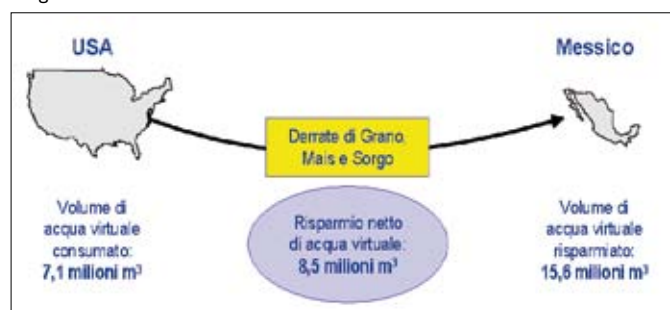 USA
Messico
Derrate di Grano,
Mais e Sorgo
Volume di
acqua virtuale
consumato:
7,1 milioni m³
Risparmio netto
di acqua virtuale:
8,5 milioni m³
Volume di
acqua virtuale
risparmiato:
15,6 milioni m³